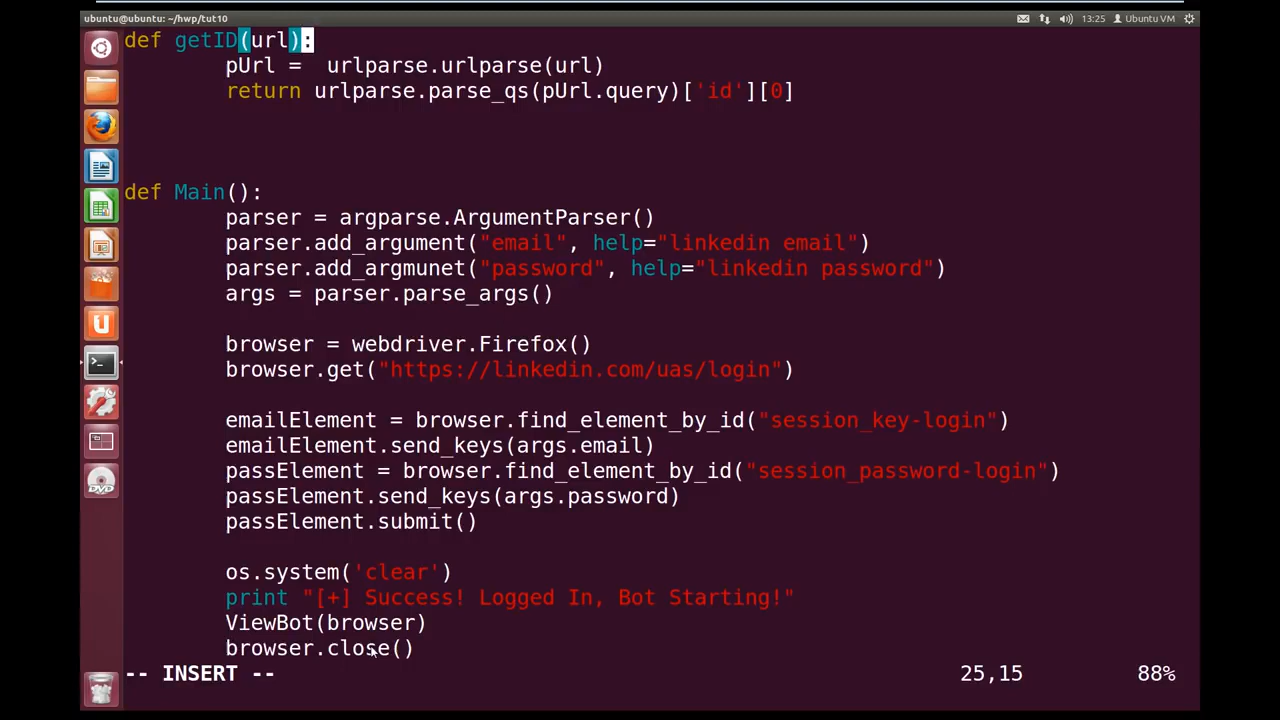 ubuntu@ubuntu: ~/hwp/tut10
13:25 Ubuntu VM
def getID(url):
pUrl =  urlparse.urlparse(url)
return urlparse.parse_qs(pUrl.query)['id'][0]
def Main():
parser = argparse.ArgumentParser()
parser.add_argument("email", help="linkedin email")
parser.add_argmunet("password", help="linkedin password")
args = parser.parse_args()
browser = webdriver.Firefox()
browser.get("https://linkedin.com/uas/login")
emailElement = browser.find_element_by_id("session_key-login")
emailElement.send_keys(args.email)
passElement = browser.find_element_by_id("session_password-login")
passElement.send_keys(args.password)
passElement.submit()
os.system('clear')
print "[+] Success! Logged In, Bot Starting!"
ViewBot(browser)
browser.close()
-- INSERT -- 25,15 88%